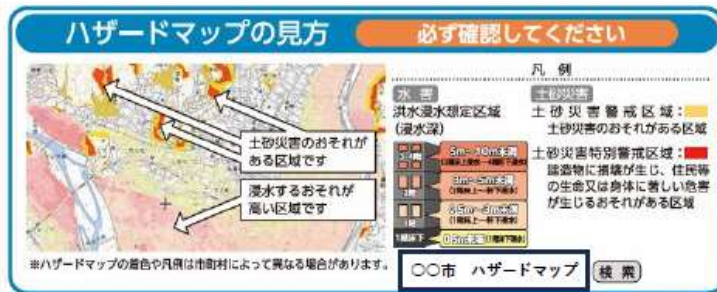 ハザードマップの見方
必ず確認してください
土砂災害のおそれが
ある区域です
浸水するおそれが
高い区域です
凡 例
水 害
洪水浸水想定区域
(浸水深)
5m~10m未満
3m~5m未満
0.5m~3m未満
0.5m未満
土砂災害
土砂災害警戒区域:
土砂災害のおそれがある区域
土砂災害特別警戒区域:
建造物に損壊が生じ、住民等
の生命又は身体に著しい危害
が生じるおそれがある区域
※ハザードマップの着色や凡例は市町村によって異なる場合があります。
○○市 ハザードマップ
検 索